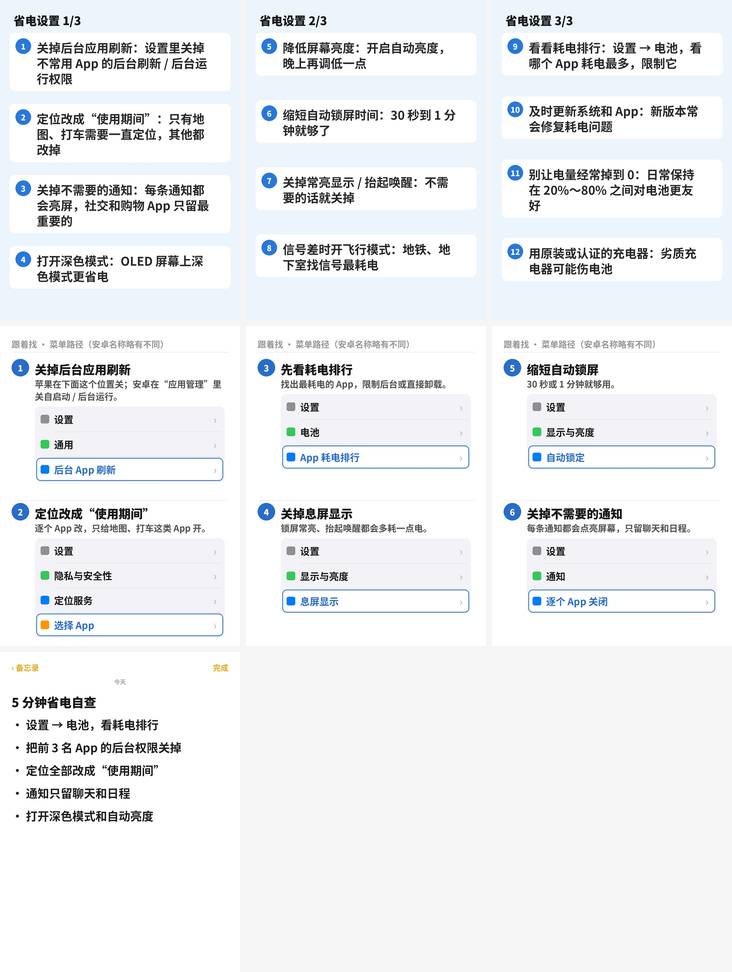 省电设置 1/3
1
关掉后台应用刷新：设置里关掉
不常用 App 的后台刷新 / 后台运
行权限
2
定位改成“使用期间”：只有地
图、打车需要一直定位，其他都
改掉
3
关掉不需要的通知：每条通知都
会亮屏，社交和购物 App 只留最
重要的
4
打开深色模式：OLED 屏幕上深
色模式更省电
省电设置 2/3
5
降低屏幕亮度：开启自动亮度，
晚上再调低一点
6
缩短自动锁屏时间：30 秒到 1 分
钟就够了
7
关掉常亮显示 / 抬起唤醒：不需
要的话就关掉
8
信号差时开飞行模式：地铁、地
下室找信号最耗电
省电设置 3/3
9
看看耗电排行：设置 → 电池，看
哪个 App 耗电最多，限制它
10
及时更新系统和 App：新版本常
会修复耗电问题
11
别让电量经常掉到 0：日常保持
在 20%～80% 之间对电池更友
好
12
用原装或认证的充电器：劣质充
电器可能伤电池
跟着找 · 菜单路径（安卓名称略有不同）
1
关掉后台应用刷新
苹果在下面这个位置关；安卓在“应用管理”里
关自启动 / 后台运行。
设置 ›
通用 ›
后台 App 刷新 ›
2
定位改成“使用期间”
逐个 App 改，只给地图、打车这类 App 开。
设置 ›
隐私与安全性 ›
定位服务 ›
选择 App ›
跟着找 · 菜单路径（安卓名称略有不同）
3
先看耗电排行
找出最耗电的 App，限制后台或直接卸载。
设置 ›
电池 ›
App 耗电排行 ›
4
关掉息屏显示
锁屏常亮、抬起唤醒都会多耗一点电。
设置 ›
显示与亮度 ›
息屏显示 ›
跟着找 · 菜单路径（安卓名称略有不同）
5
缩短自动锁屏
30 秒或 1 分钟就够用。
设置 ›
显示与亮度 ›
自动锁定 ›
6
关掉不需要的通知
每条通知都会点亮屏幕，只留聊天和日程。
设置 ›
通知 ›
逐个 App 关闭 ›
‹ 备忘录 完成
今天
5 分钟省电自查
• 设置 → 电池，看耗电排行
• 把前 3 名 App 的后台权限关掉
• 定位全部改成“使用期间”
• 通知只留聊天和日程
• 打开深色模式和自动亮度